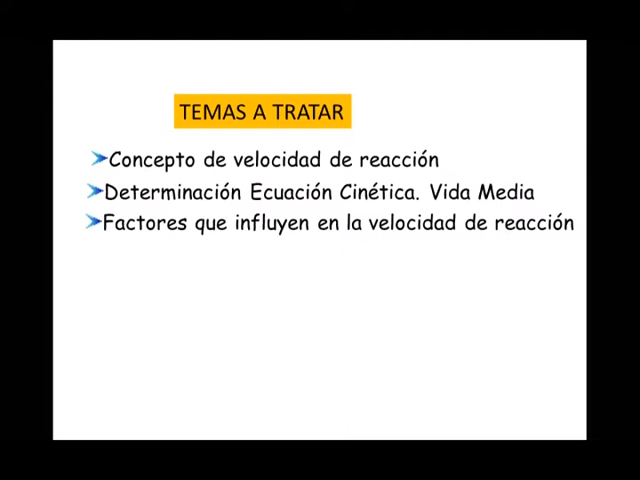 TEMAS A TRATAR
Concepto de velocidad de reacción
Determinación Ecuación Cinética. Vida Media
Factores que influyen en la velocidad de reacción